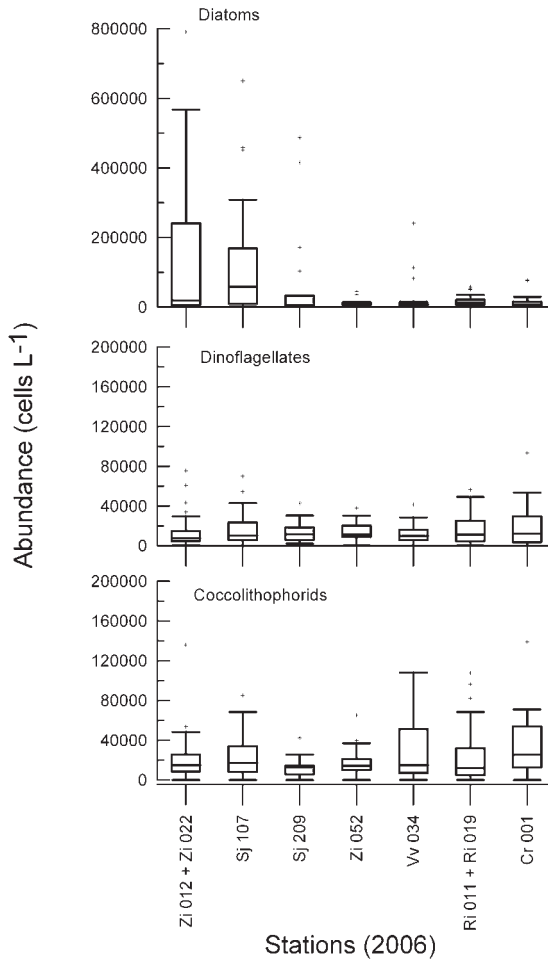 Diatoms
800000
600000
400000
200000
0
Dinoflagellates
200000
160000
120000
80000
40000
0
Coccolithophorids
200000
160000
120000
80000
40000
0
Abundance (cells L-1)
Zi 012 + Zi 022
Sj 107
Sj 209
Zi 052
Vv 034
Ri 011 + Ri 019
Cr 001
Stations (2006)